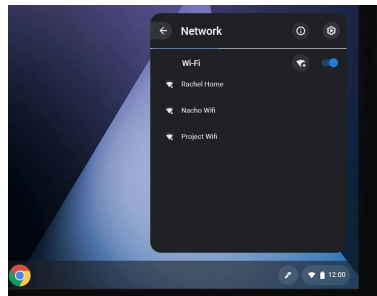 Network
Wi-Fi
Rachel Home
Nacho Wifi
Project Wifi
12:00